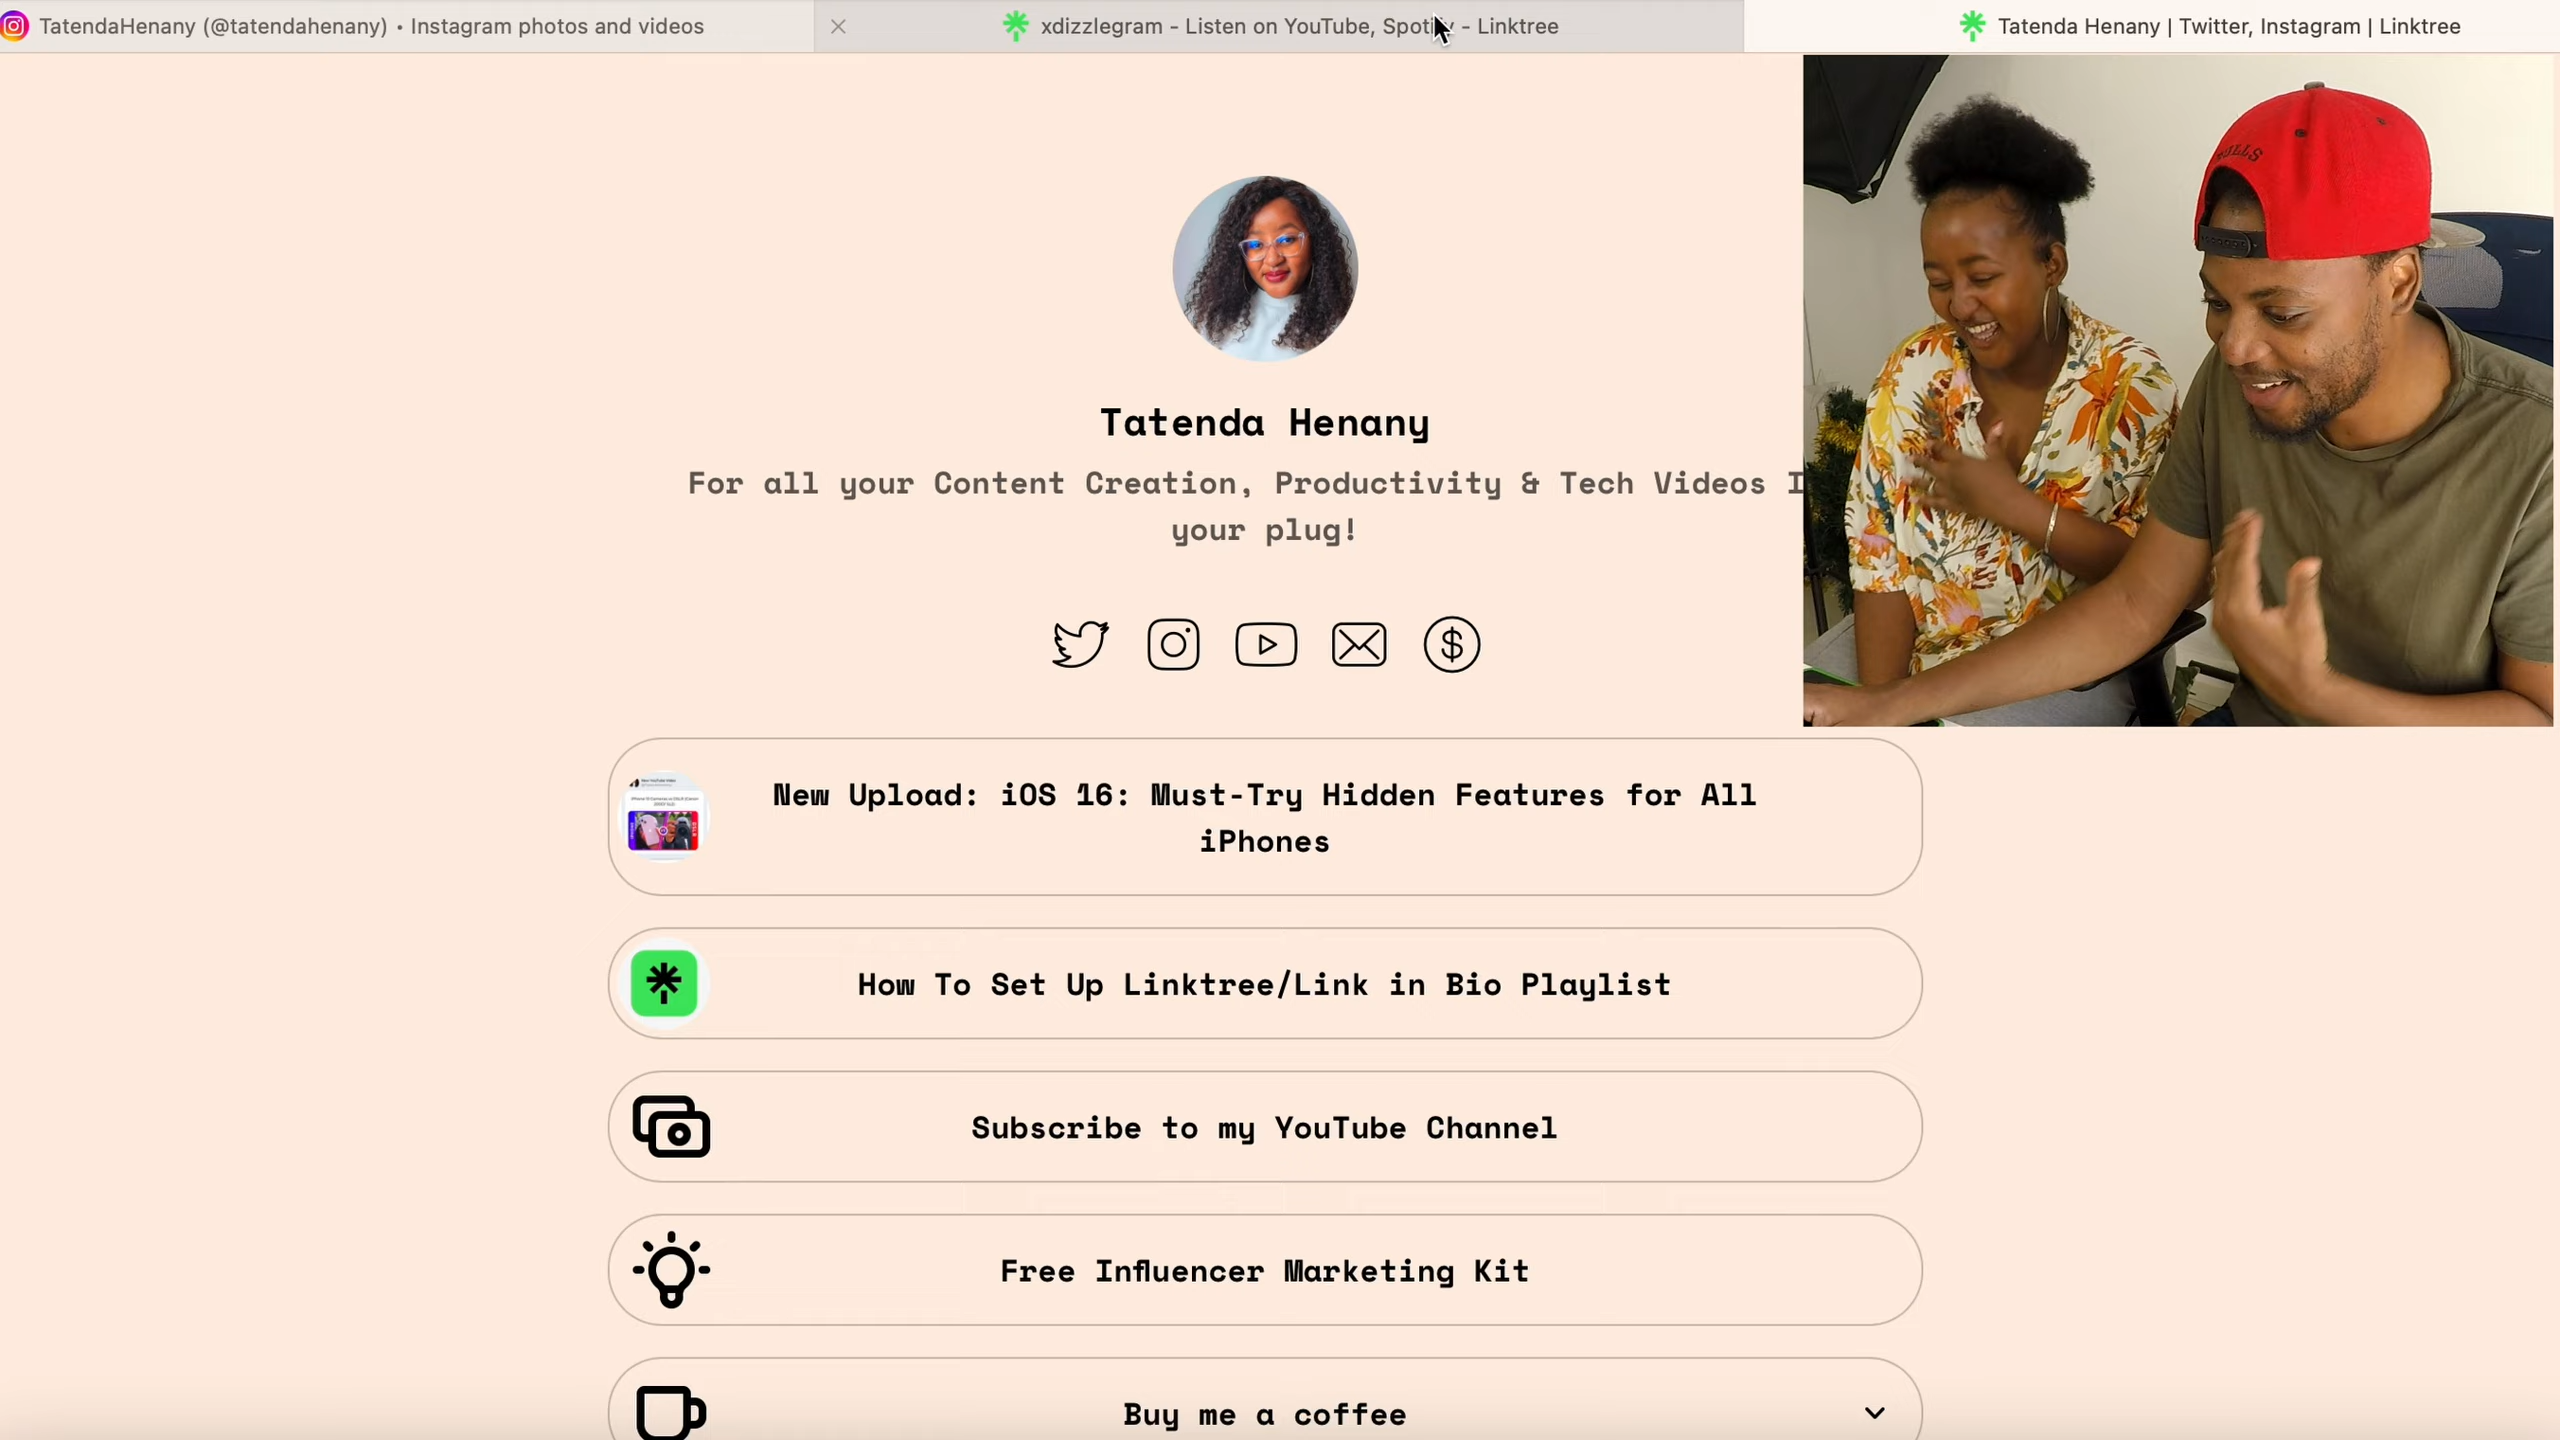 TatendaHenany (@tatendahenany) • Instagram photos and videos
xdizzlegram - Listen on YouTube, Spotify - Linktree
Tatenda Henany | Twitter, Instagram | Linktree
BULLS
Tatenda Henany
For all your Content Creation, Productivity & Tech Videos I
your plug!
New Upload: iOS 16: Must-Try Hidden Features for All
iPhones
How To Set Up Linktree/Link in Bio Playlist
Subscribe to my YouTube Channel
Free Influencer Marketing Kit
Buy me a coffee